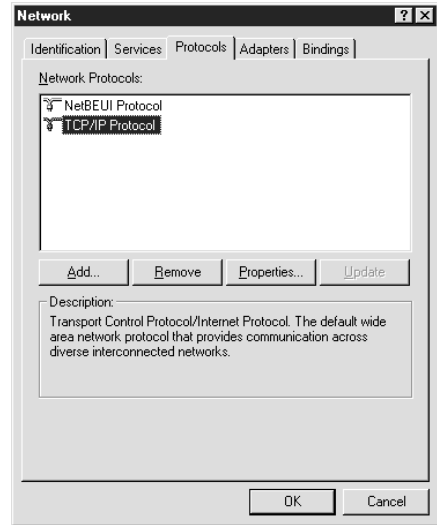 Network
Identification Services Protocols Adapters Bindings
Network Protocols:
NetBEUI Protocol
TCP/IP Protocol
Add... Remove Properties... Update
Description:
Transport Control Protocol/Internet Protocol. The default wide
area network protocol that provides communication across
diverse interconnected networks.
OK Cancel